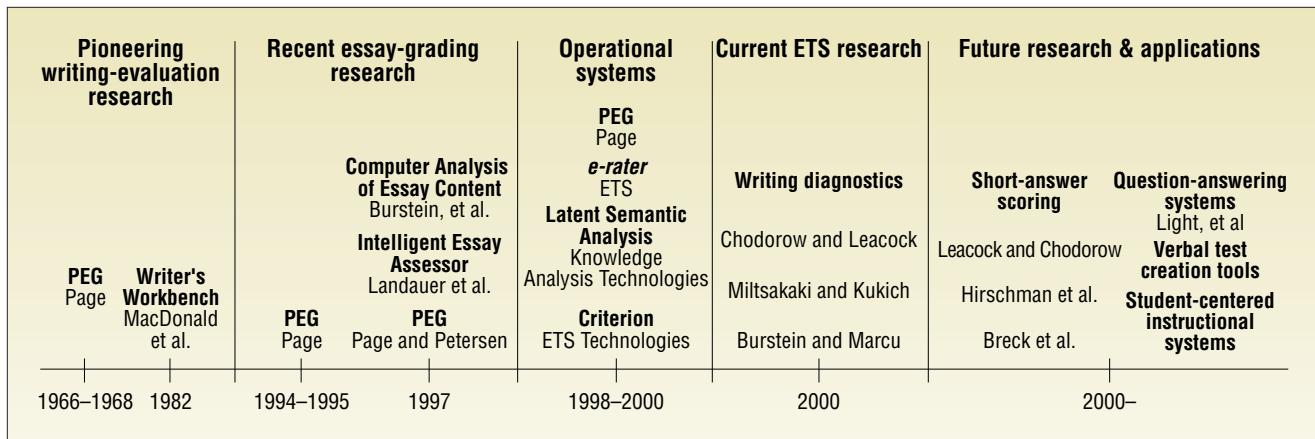 Pioneering
writing-evaluation
research
PEG
Page
Writer's
Workbench
MacDonald
et al.
Recent essay-grading
research
PEG
Page
Computer Analysis
of Essay Content
Burstein, et al.
Intelligent Essay
Assessor
Landauer et al.
PEG
Page and Petersen
Operational
systems
PEG
Page
e-rater
ETS
Latent Semantic
Analysis
Knowledge
Analysis Technologies
Criterion
ETS Technologies
Current ETS research
Writing diagnostics
Chodorow and Leacock
Miltsakaki and Kukich
Burstein and Marcu
Future research & applications
Short-answer
scoring
Leacock and Chodorow
Hirschman et al.
Breck et al.
Question-answering
systems
Light, et al
Verbal test
creation tools
Student-centered
instructional
systems
1966–1968
1982
1994–1995
1997
1998–2000
2000
2000–